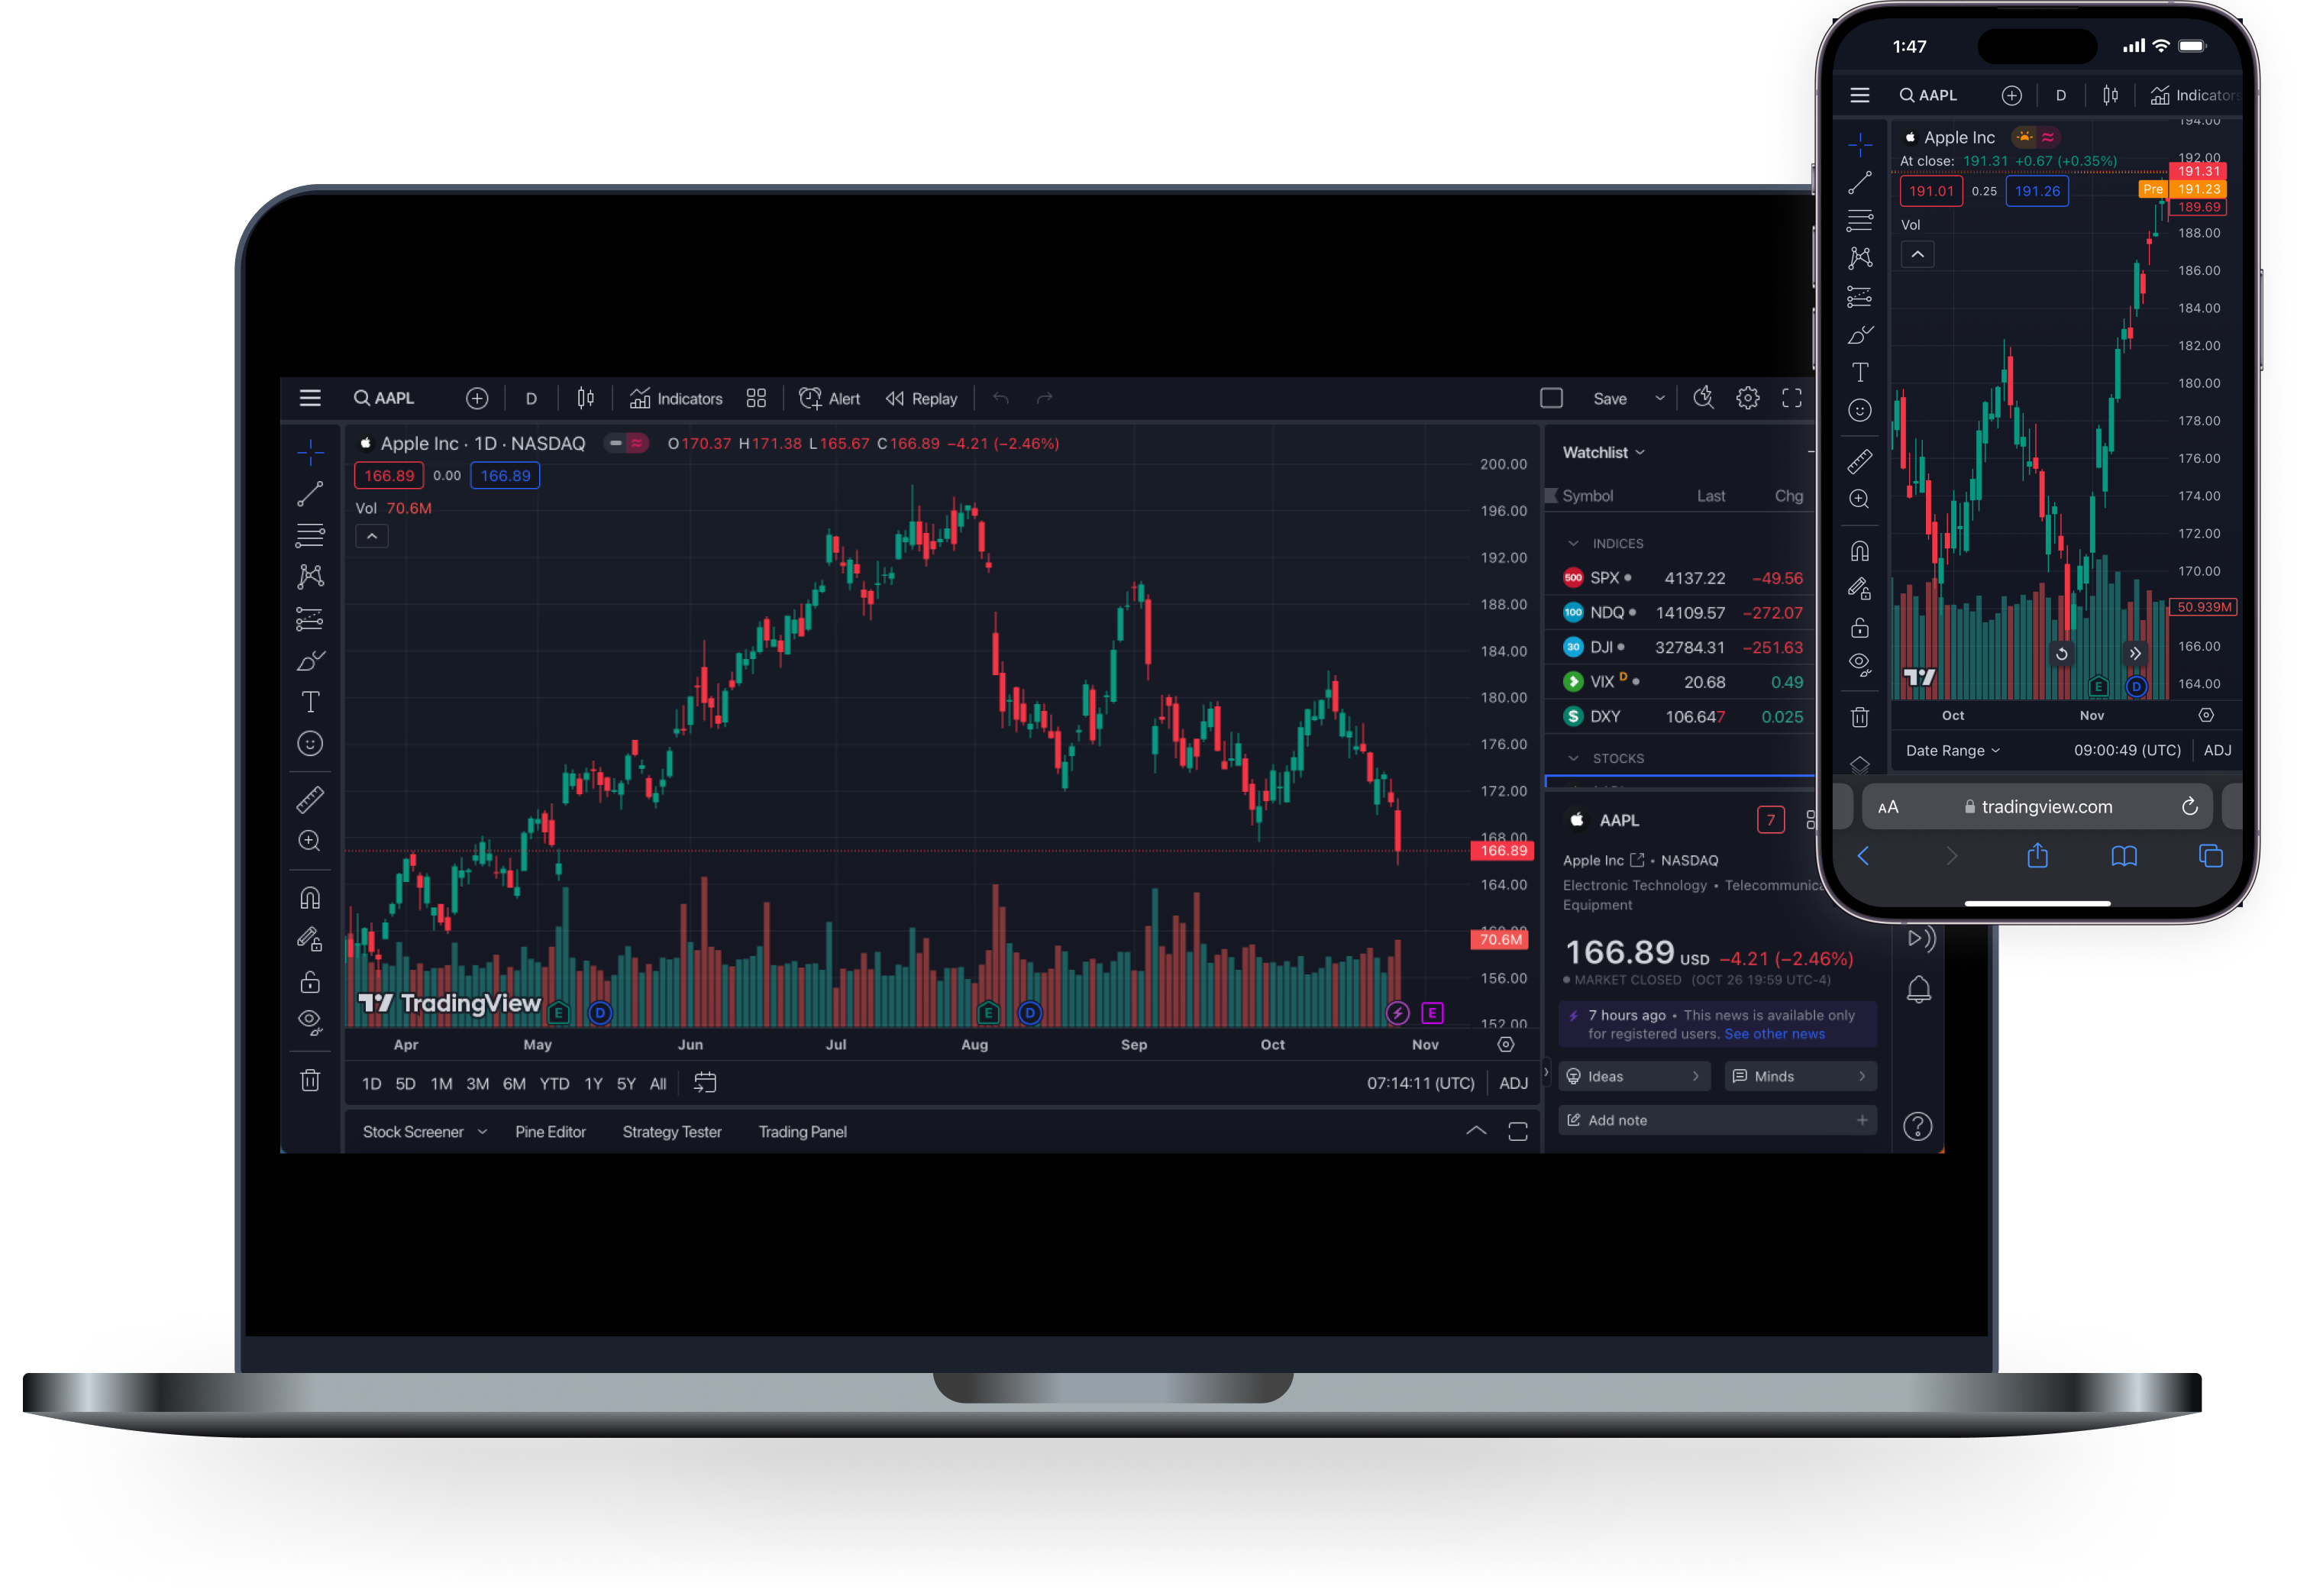 1:47
AAPL D Indicators
194.00
Apple Inc
At close: 191.31 +0.67 (+0.35%)
192.00
191.31
191.01 0.25 191.26
Pre 191.23
189.69
Vol
188.00
186.00
184.00
182.00
180.00
178.00
176.00
174.00
172.00
170.00
50.939M
166.00
164.00
E D
Oct Nov
Date Range 09:00:49 (UTC) ADJ
AA tradingview.com
AAPL D Indicators Alert Replay Save
Apple Inc · 1D · NASDAQ O170.37 H171.38 L165.67 C166.89 −4.21 (−2.46%)
166.89 0.00 166.89
Vol 70.6M
200.00
196.00
192.00
188.00
184.00
180.00
176.00
172.00
168.00
166.89
164.00
160.00
70.6M
156.00
152.00
TradingView E D E D E
Apr May Jun Jul Aug Sep Oct Nov
1D 5D 1M 3M 6M YTD 1Y 5Y All 07:14:11 (UTC) ADJ
Stock Screener Pine Editor Strategy Tester Trading Panel
Watchlist
Symbol Last Chg
INDICES
500 SPX 4137.22 −49.56
100 NDQ 14109.57 −272.07
30 DJI 32784.31 −251.63
VIX D 20.68 0.49
$ DXY 106.647 0.025
STOCKS
AAPL 7
Apple Inc • NASDAQ
Electronic Technology • Telecommunica
Equipment
166.89 USD −4.21 (−2.46%)
MARKET CLOSED (OCT 26 19:59 UTC-4)
7 hours ago • This news is available only
for registered users. See other news
Ideas Minds
Add note